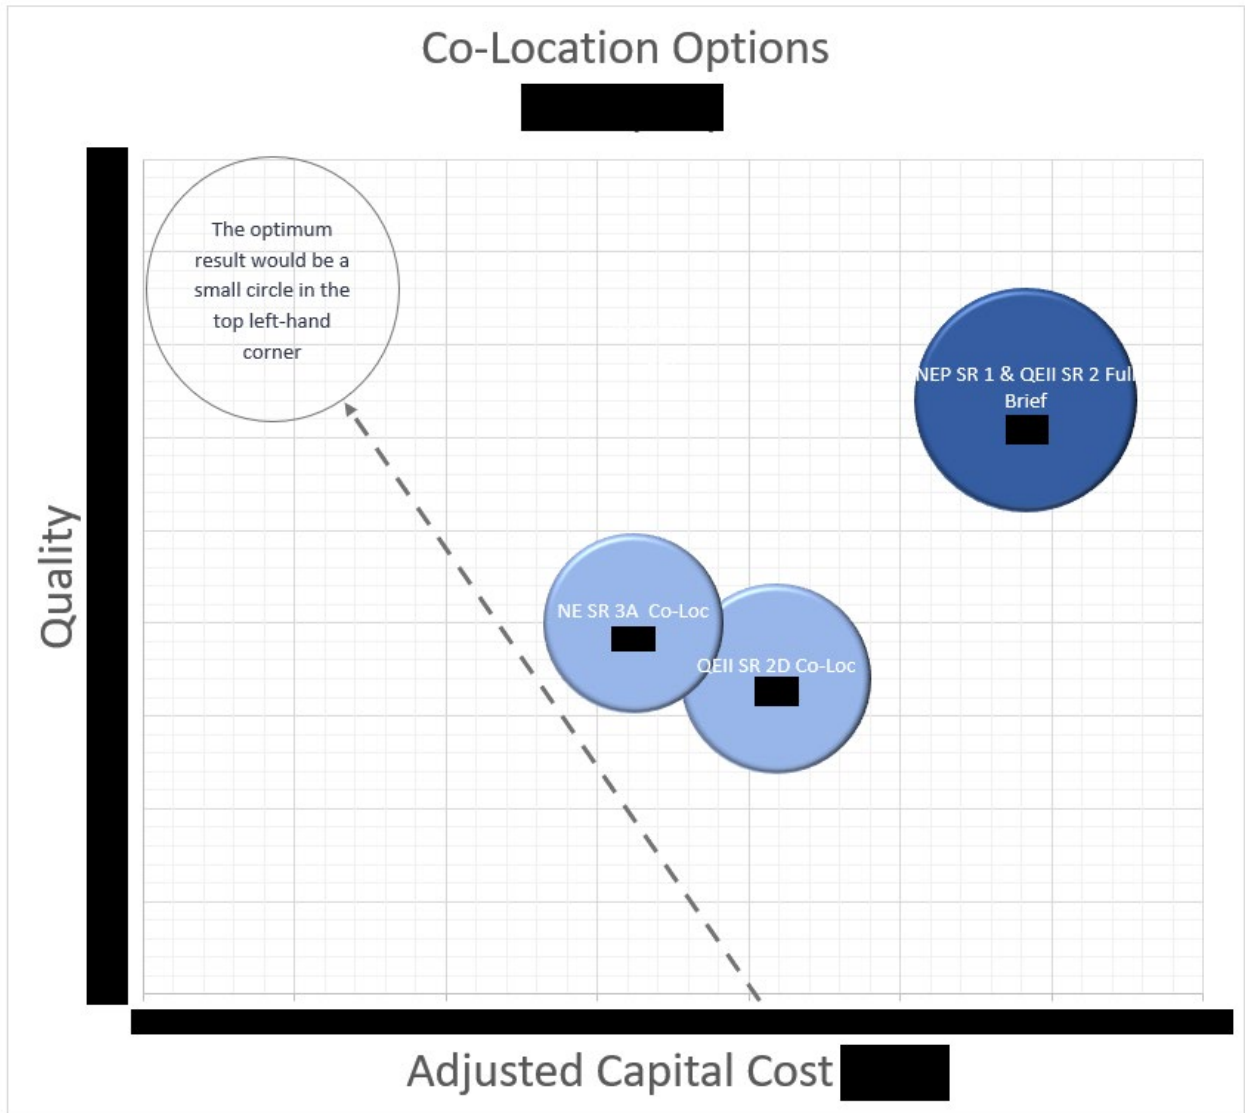 Co-Location Options
The optimum
result would be a
small circle in the
top left-hand
corner
NEP SR 1 & QEII SR 2 Full
Brief
NE SR 3A  Co-Loc
QEII SR 2D Co-Loc
Quality
Adjusted Capital Cost